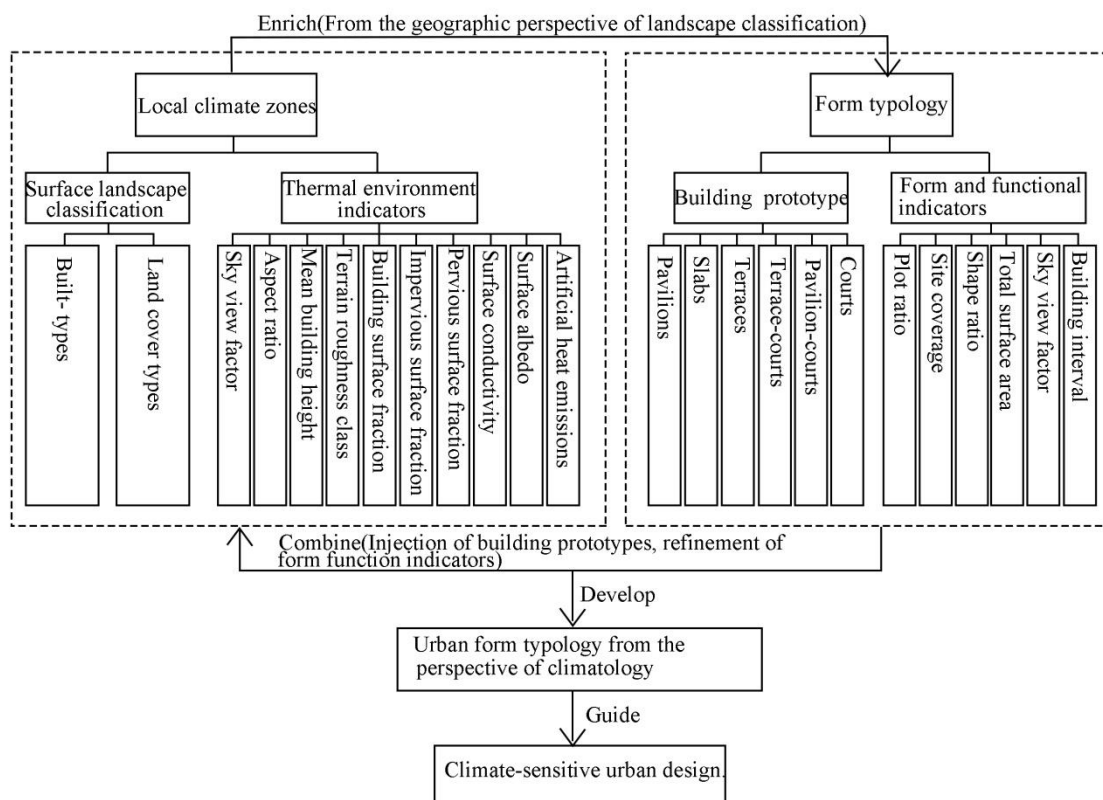 Enrich(From the geographic perspective of landscape classification)
Local climate zones
Form typology
Surface landscape
classification
Thermal environment
indicators
Building prototype
Form and functional
indicators
Built- types
Land cover types
Sky view factor
Aspect ratio
Mean building height
Terrain roughness class
Building surface fraction
Impervious surface fraction
Pervious surface fraction
Surface conductivity
Surface albedo
Artificial heat emissions
Pavilions
Slabs
Terraces
Terrace-courts
Pavilion-courts
Courts
Plot ratio
Site coverage
Shape ratio
Total surface area
Sky view factor
Building interval
Combine(Injection of building prototypes, refinement of
form function indicators)
Develop
Urban form typology from the
perspective of climatology
Guide
Climate-sensitive urban design.